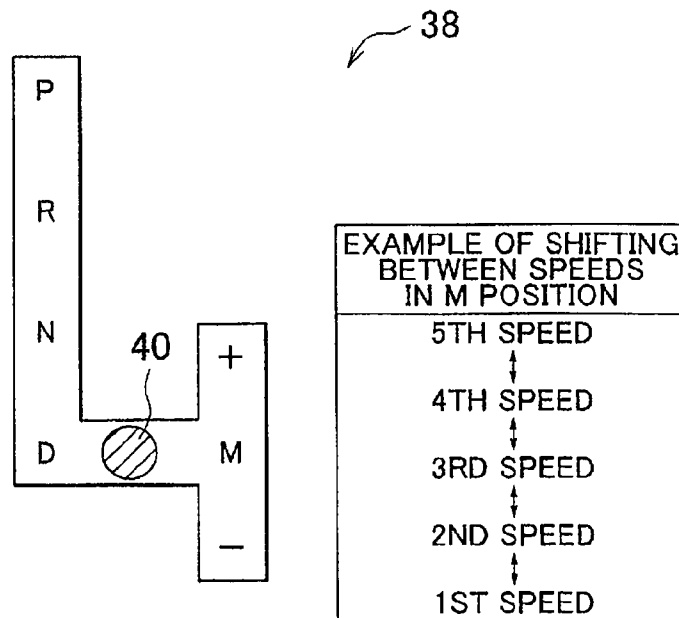 38
P
R
N
40
+
D
M
−
EXAMPLE OF SHIFTING
BETWEEN SPEEDS
IN M POSITION
5TH SPEED
4TH SPEED
3RD SPEED
2ND SPEED
1ST SPEED